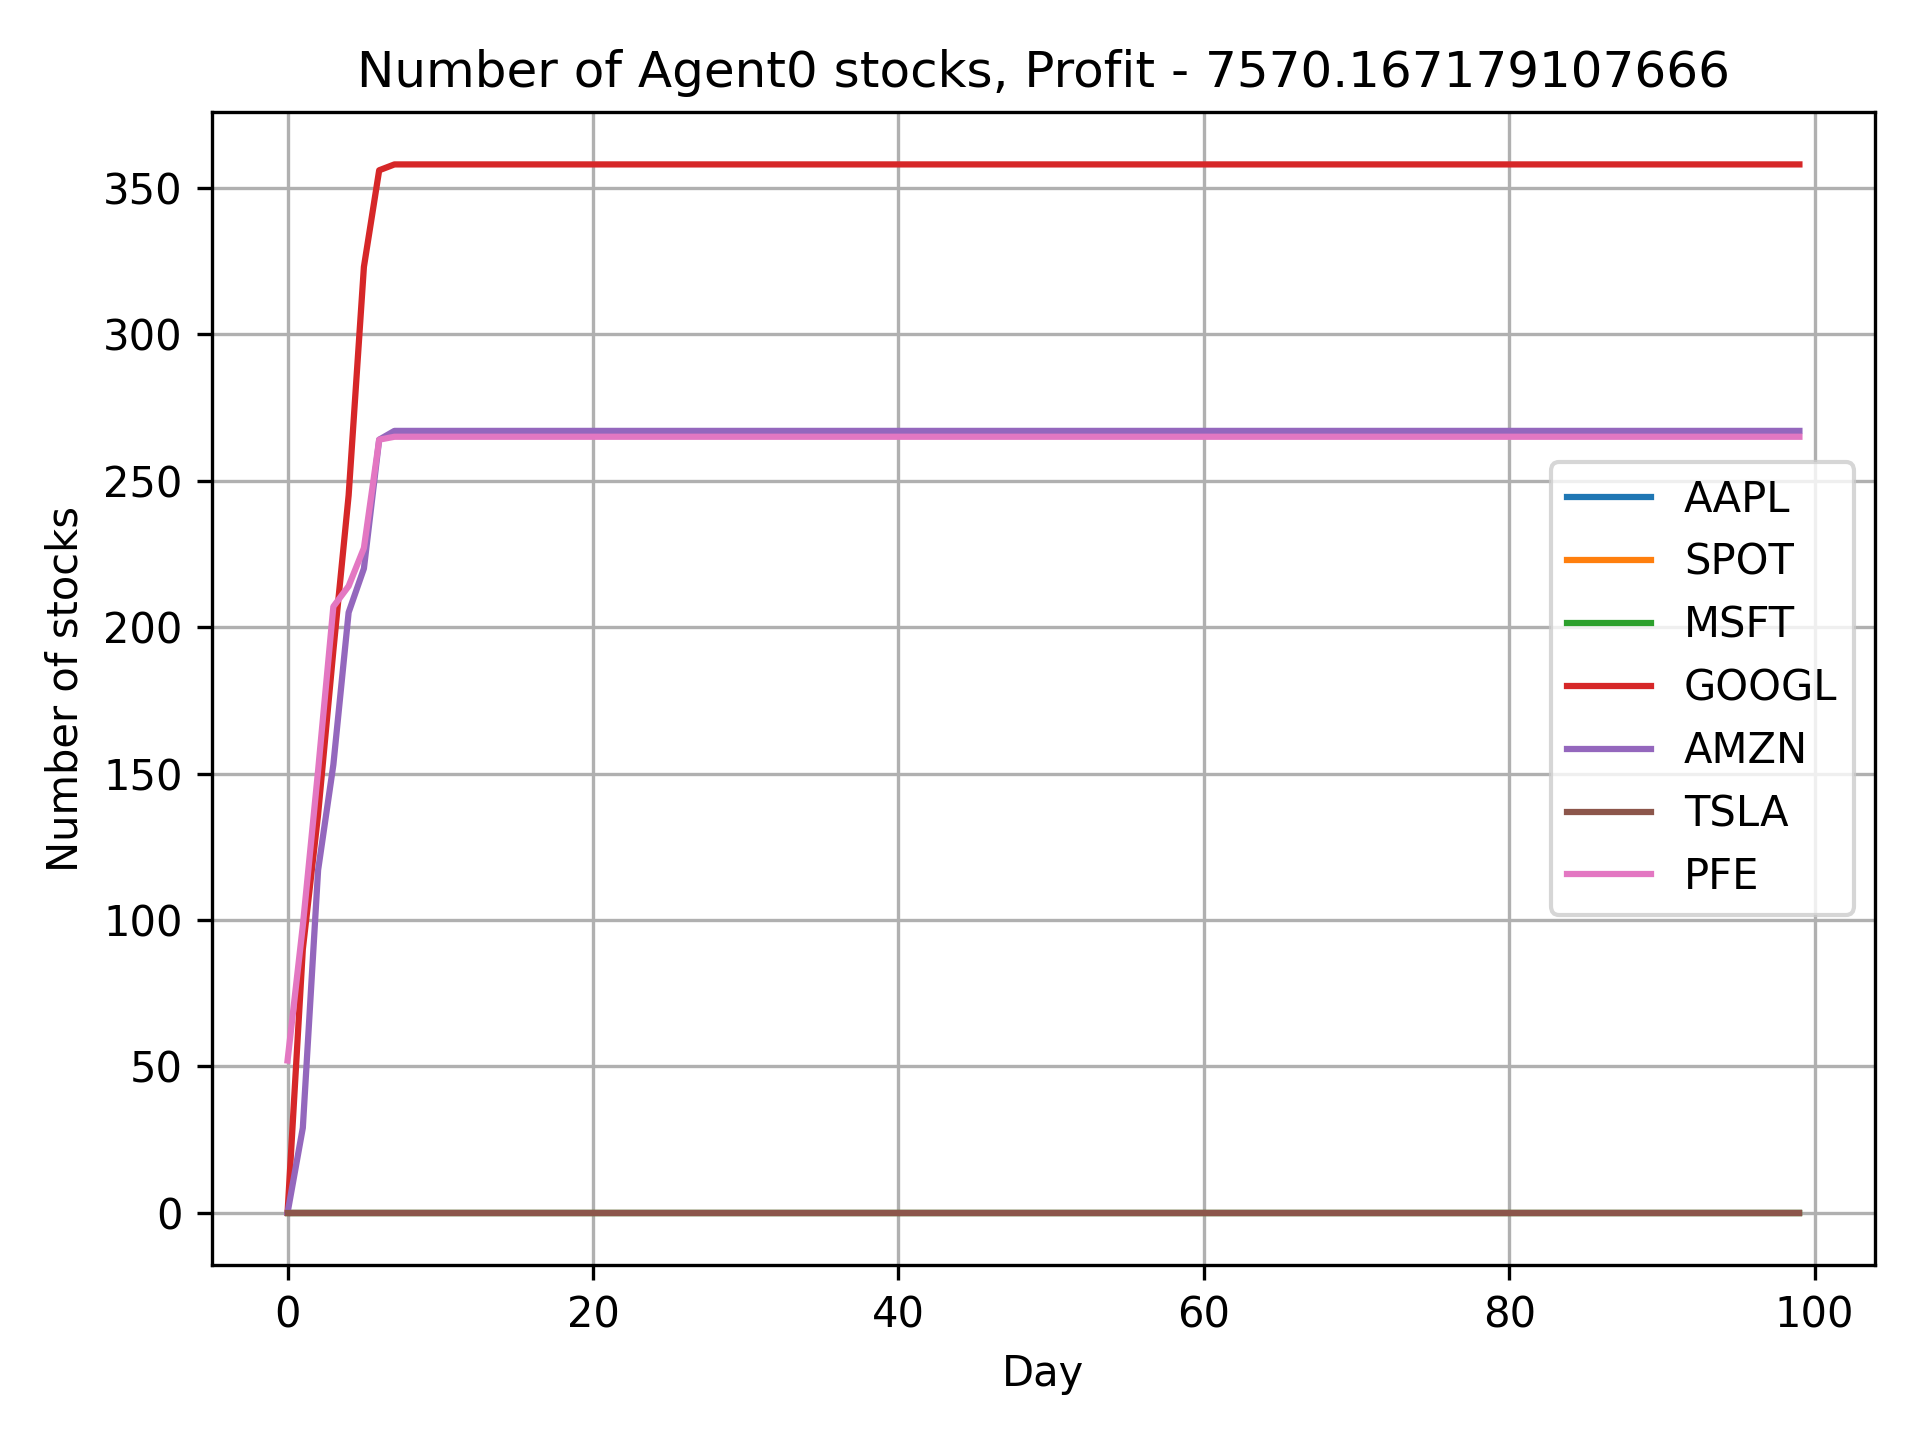 Number of Agent0 stocks, Profit - 7570.167179107666
Number of stocks
350
300
250
200
150
100
50
0
AAPL
SPOT
MSFT
GOOGL
AMZN
TSLA
PFE
0 20 40 60 80 100
Day